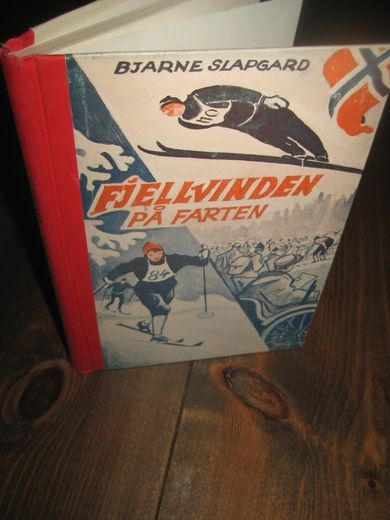 BJARNE SLAPGARD
FJELLVINDEN
PÅ FARTEN
84